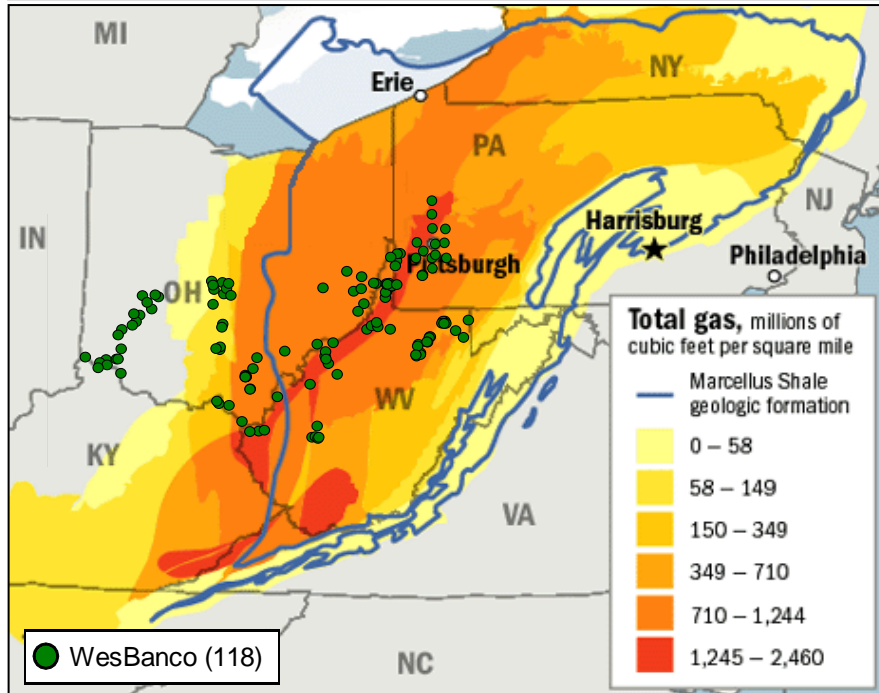 MI
NY
Erie
PA
IN
NJ
Harrisburg
Philadelphia
Pittsburgh
OH
Total gas, millions of
cubic feet per square mile
Marcellus Shale
geologic formation
0 – 58
58 – 149
150 – 349
349 – 710
710 – 1,244
1,245 – 2,460
WV
KY
VA
WesBanco (118)
NC